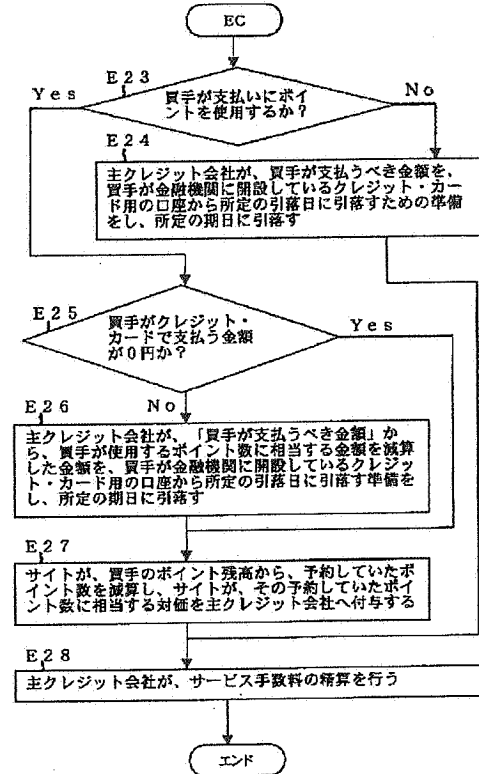 EC
E23
Yes
No
買手が支払いにポイ
ントを使用するか?
E24
主クレジット会社が、買手が支払うべき金額を、
買手が金融機関に開設しているクレジット・カー
ド用の口座から所定の引落日に引落すための準備
をし、所定の期日に引落す
E25
買手がクレジット・
カードで支払う金額
が0円か?
Yes
No
E26
主クレジット会社が、「買手が支払うべき金額」か
ら、買手が使用するポイント数に相当する金額を減算
した金額を、買手が金融機関に開設しているクレジッ
ト・カード用の口座から所定の引落日に引落す準備を
し、所定の期日に引落す
E27
サイトが、買手のポイント残高から、予約していたポ
イント数を減算し、サイトが、その予約していたポイ
ント数に相当する対価を主クレジット会社へ付与する
E28
主クレジット会社が、サービス手数料の精算を行う
エンド